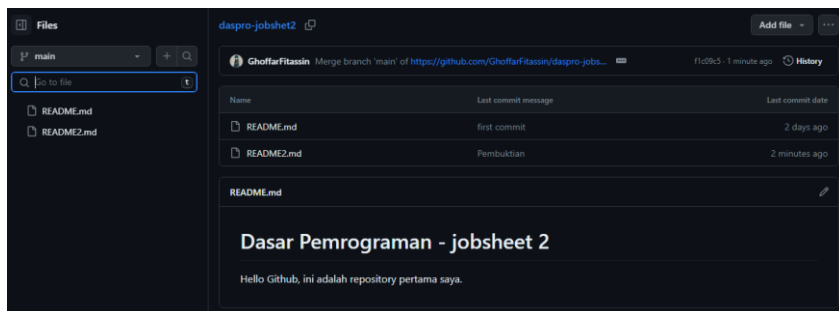 Files
main
Go to file
t
README.md
README2.md
daspro-jobshet2
Add file
GhoffarFitassin Merge branch 'main' of https://github.com/GhoffarFitassin/daspro-jobs...
f1c09c5 · 1 minute ago
History
Name Last commit message Last commit date
README.md first commit 2 days ago
README2.md Pembuktian 2 minutes ago
README.md
Dasar Pemrograman - jobsheet 2
Hello Github, ini adalah repository pertama saya.